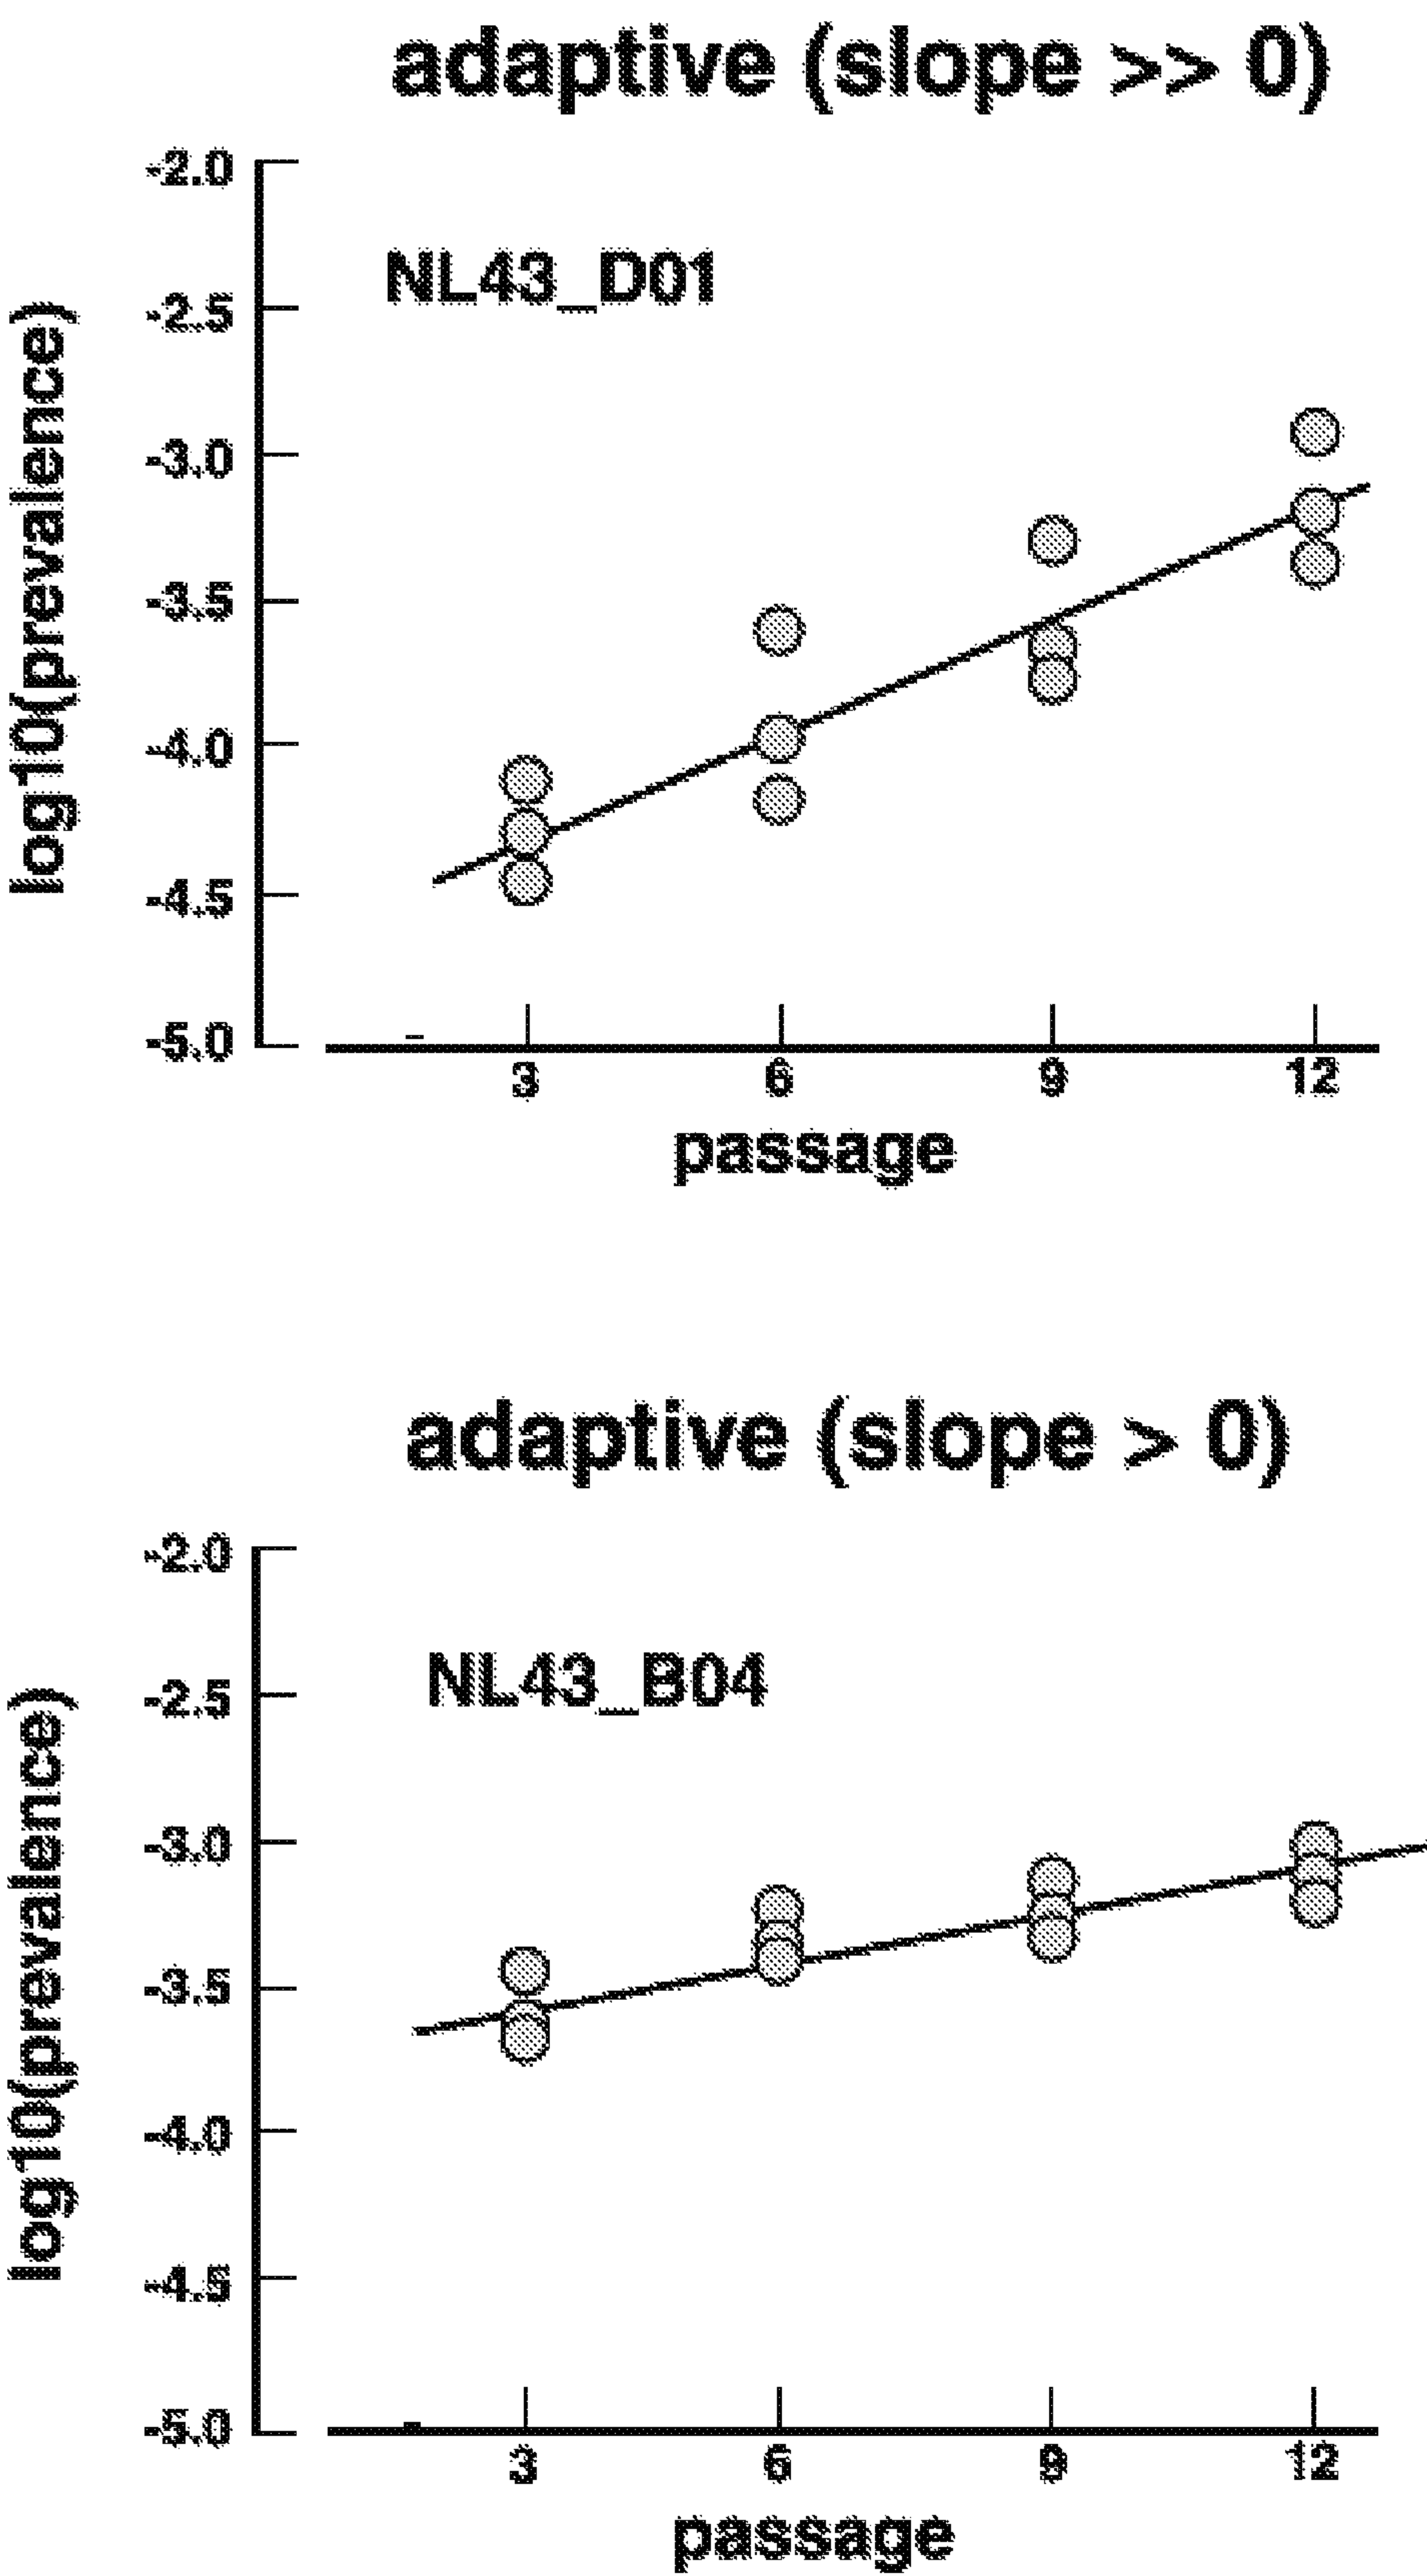 adaptive (slope >> 0)
-2.0
NL43_D01
-2.5
-3.0
-3.5
-4.0
-4.5
-5.0
log10(prevalence)
3 6 9 12
passage
adaptive (slope > 0)
-2.0
NL43_B04
-2.5
-3.0
-3.5
-4.0
-4.5
-5.0
log10(prevalence)
3 6 9 12
passage